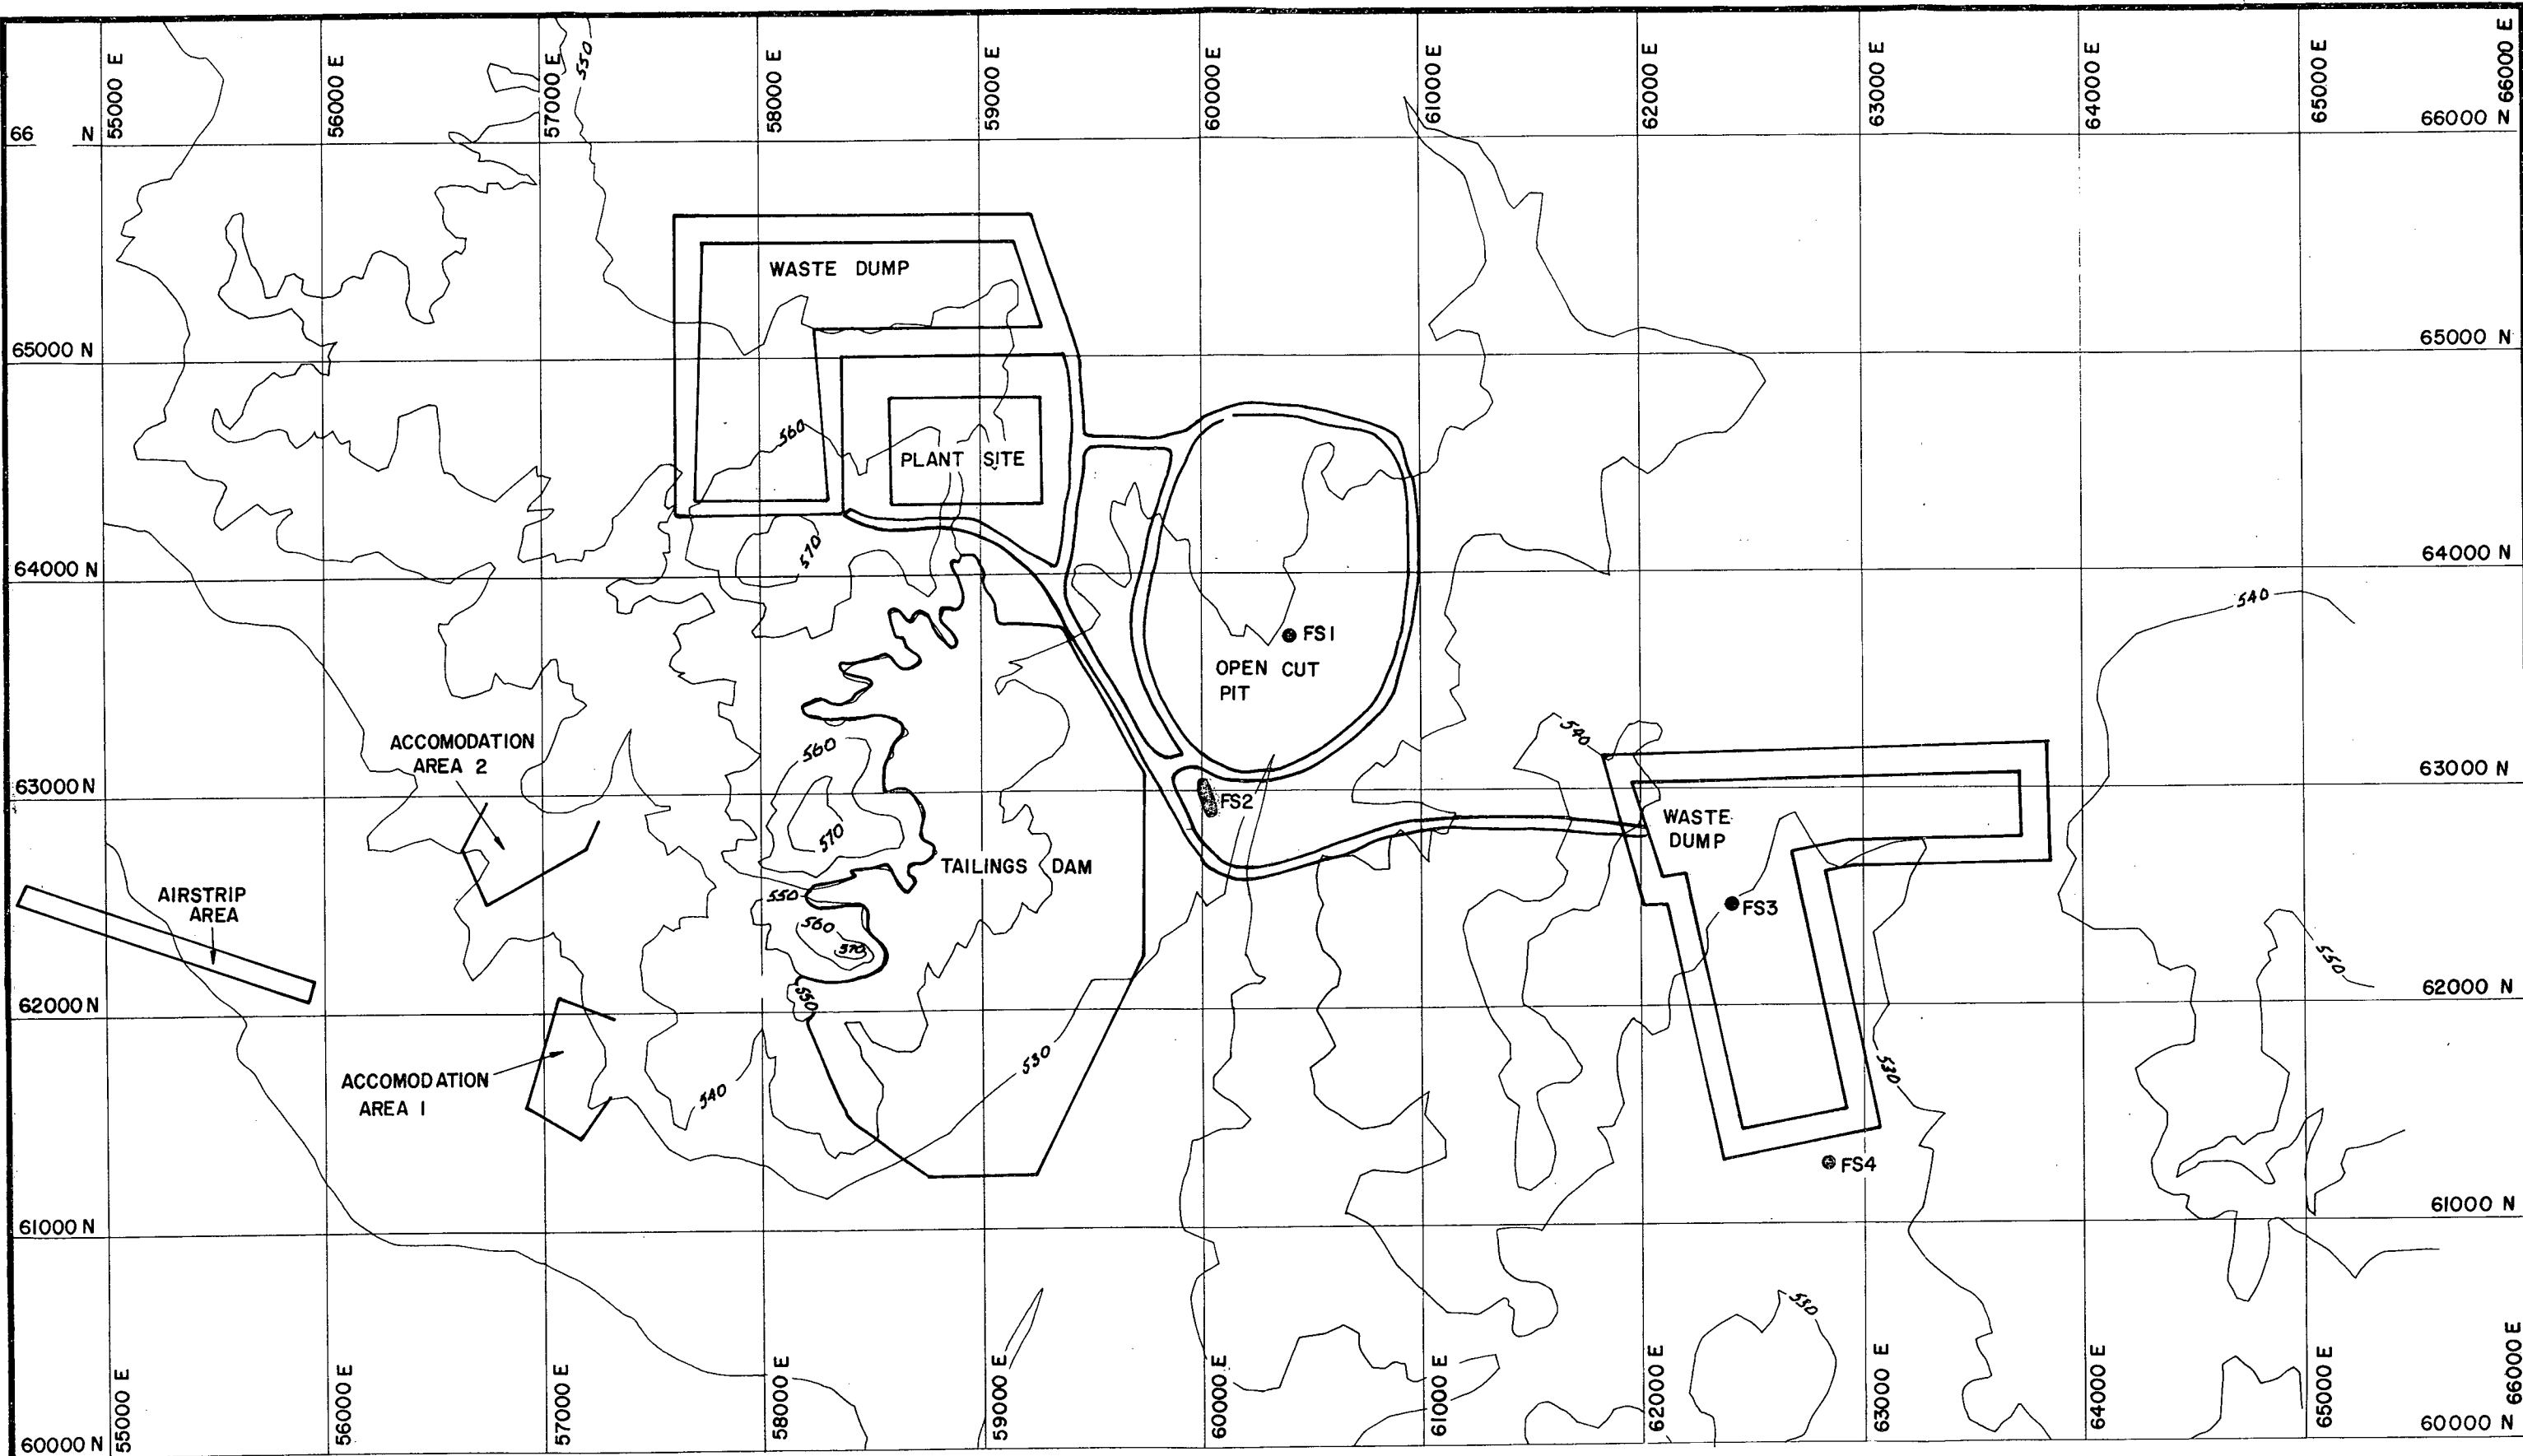 55000 E
56000 E
57000 E
550
58000 E
59000 E
60000 E
61000 E
62000 E
63000 E
64000 E
65000 E
66000 E
66 N
66000 N
WASTE DUMP
65000 N
65000 N
560
PLANT SITE
570
64000 N
64000 N
540
FS1
OPEN CUT
PIT
ACCOMODATION
AREA 2
560
540
63000 N
63000 N
FS2
570
WASTE
DUMP
TAILINGS DAM
AIRSTRIP
AREA
550
FS3
560
570
550
550
62000 N
62000 N
530
530
ACCOMODATION
AREA 1
540
FS4
61000 N
61000 N
530
55000 E
56000 E
57000 E
58000 E
59000 E
60000 E
61000 E
62000 E
63000 E
64000 E
65000 E
66000 E
60000 N
60000 N